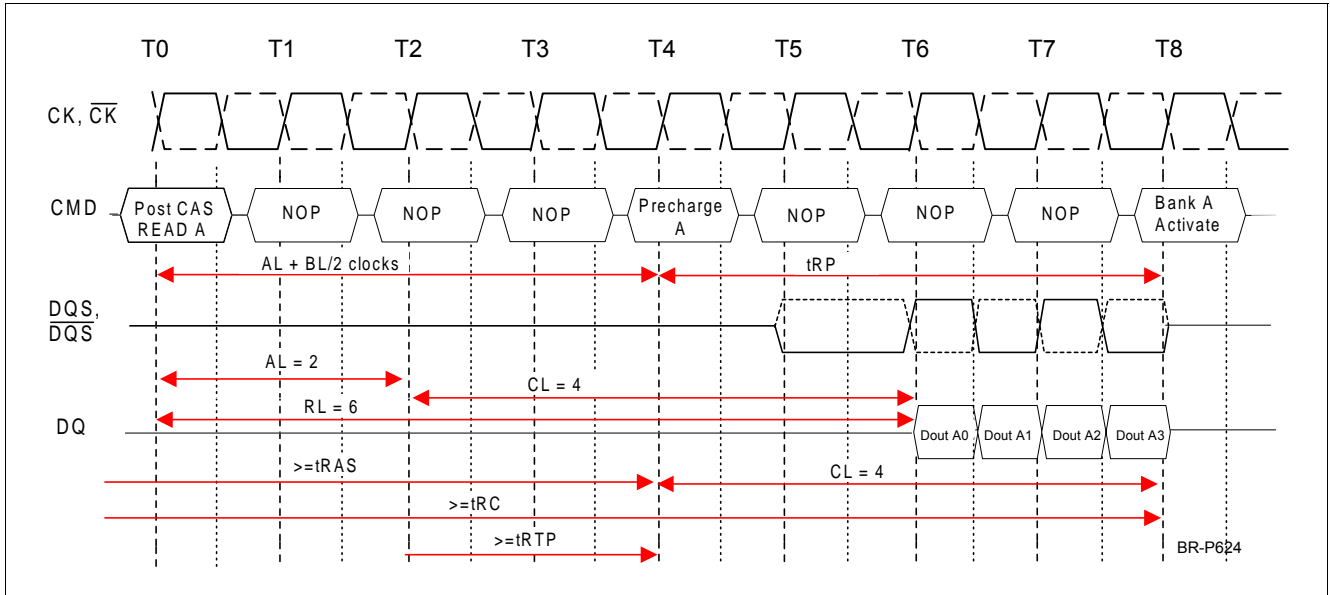 T0 T1 T2 T3 T4 T5 T6 T7 T8
CK, CK
CMD
Post CAS
READ A
NOP
NOP
NOP
Precharge
A
NOP
NOP
NOP
Bank A
Activate
AL + BL/2 clocks
tRP
DQS,
DQS
AL = 2
CL = 4
RL = 6
DQ
Dout A0
Dout A1
Dout A2
Dout A3
>=tRAS
CL = 4
>=tRC
>=tRTP
BR-P624